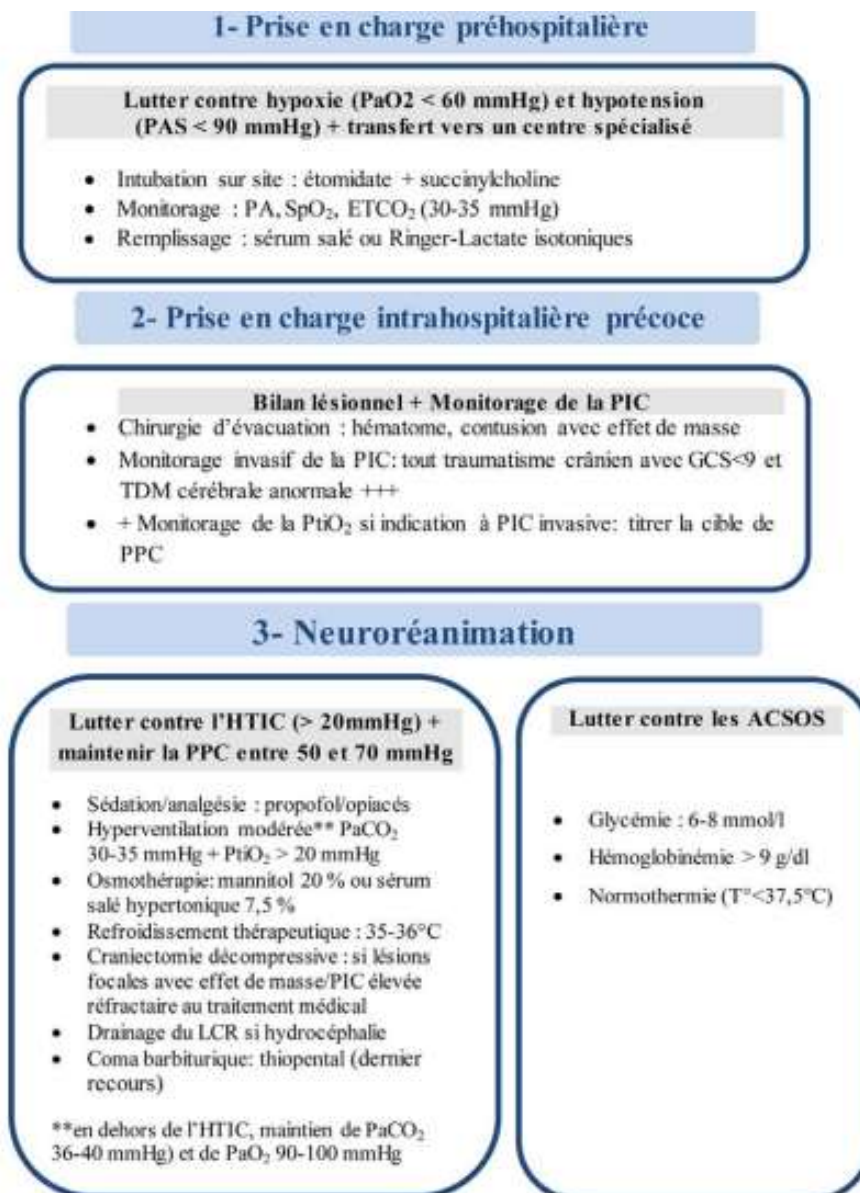 1- Prise en charge préhospitalière
Lutter contre hypoxie (PaO2 < 60 mmHg) et hypotension
(PAS < 90 mmHg) + transfert vers un centre spécialisé
• Intubation sur site : étomidate + succinylcholine
• Monitorage : PA, SpO₂, ETCO₂ (30-35 mmHg)
• Remplissage : sérum salé ou Ringer-Lactate isotoniques
2- Prise en charge intrahospitalière précoce
Bilan lésionnel + Monitorage de la PIC
• Chirurgie d’évacuation : hématome, contusion avec effet de masse
• Monitorage invasif de la PIC: tout traumatisme crânien avec GCS<9 et
TDM cérébrale anormale +++
• + Monitorage de la PtiO₂ si indication à PIC invasive: titrer la cible de
PPC
3- Neuroréanimation
Lutter contre l’HTIC (> 20mmHg) +
maintenir la PPC entre 50 et 70 mmHg
• Sédation/analgésie : propofol/opiacés
• Hyperventilation modérée** PaCO₂
30-35 mmHg + PtiO₂ > 20 mmHg
• Osmothérapie: mannitol 20 % ou sérum
salé hypertonique 7,5 %
• Refroidissement thérapeutique : 35-36°C
• Craniectomie décompressive : si lésions
focales avec effet de masse/PIC élevée
réfractaire au traitement médical
• Drainage du LCR si hydrocéphalie
• Coma barbiturique: thiopental (dernier
recours)
**en dehors de l’HTIC, maintien de PaCO₂
36-40 mmHg) et de PaO₂ 90-100 mmHg
Lutter contre les ACSOS
• Glycémie : 6-8 mmol/l
• Hémoglobinémie > 9 g/dl
• Normothermie (T°<37,5°C)